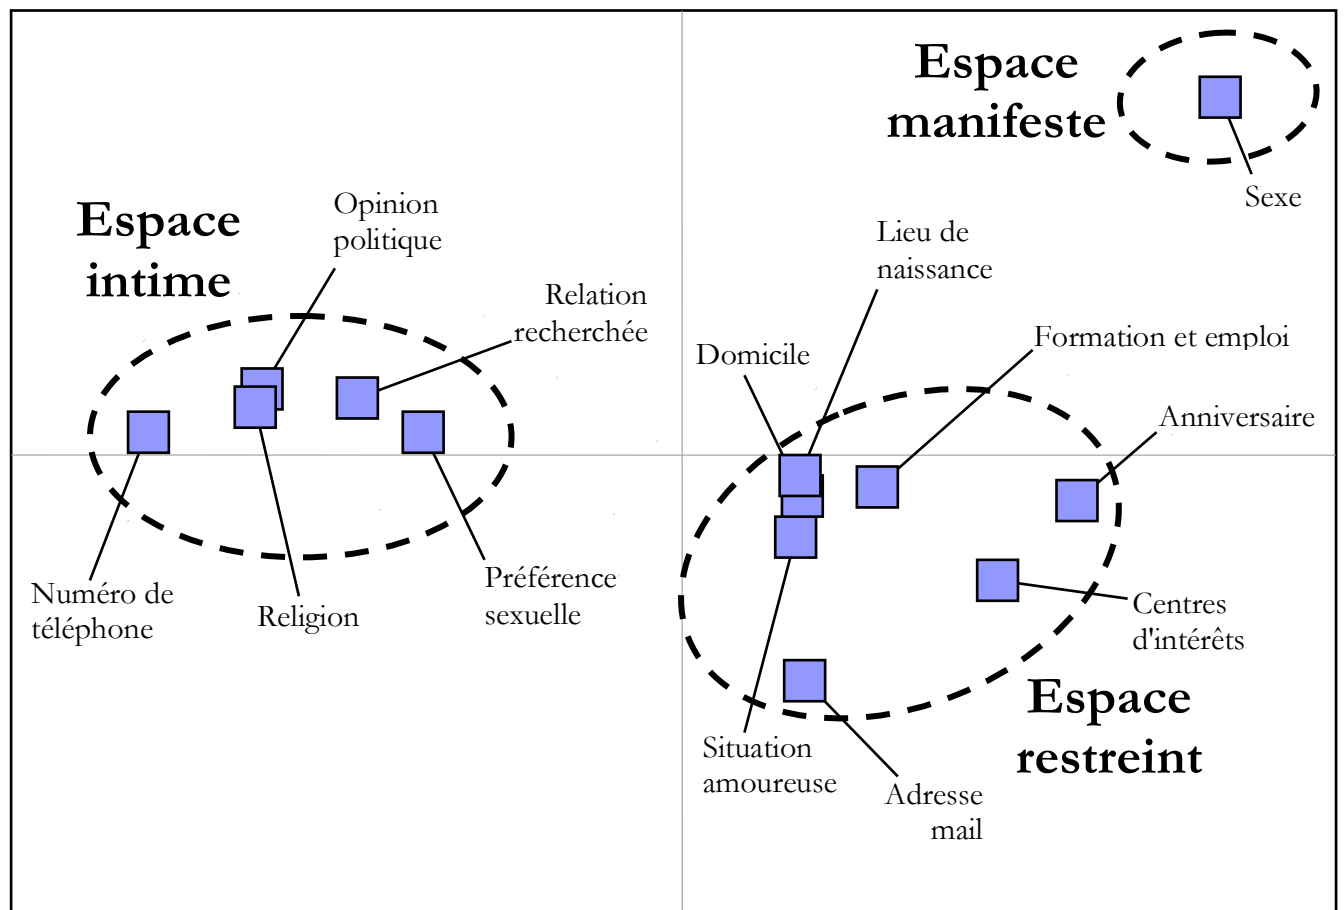 Espace
manifeste
Sexe
Espace
intime
Opinion
politique
Relation
recherchée
Lieu de
naissance
Domicile
Formation et emploi
Anniversaire
Numéro de
téléphone
Religion
Préférence
sexuelle
Centres
d'intérêts
Espace
restreint
Situation
amoureuse
Adresse
mail